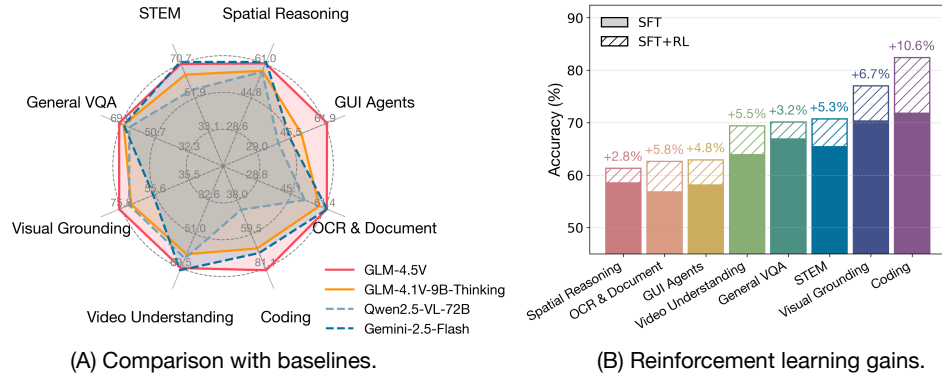 STEM
Spatial Reasoning
70.7
61.0
51.9
44.8
General VQA
GUI Agents
61.9
50.7
45.5
33.1
28.6
32.3
29.0
35.5
28.8
55.6
32.6
38.0
Visual Grounding
OCR & Document
75.8
51.0
59.5
Video Understanding
Coding
81.1
GLM-4.5V
GLM-4.1V-9B-Thinking
Qwen2.5-VL-72B
Gemini-2.5-Flash
(A) Comparison with baselines.
Accuracy (%)
90
80
70
60
50
SFT
SFT+RL
+2.8%
+5.8%
+4.8%
+5.5%
+3.2%
+5.3%
+6.7%
+10.6%
Spatial Reasoning
OCR & Document
GUI Agents
Video Understanding
General VQA
STEM
Visual Grounding
Coding
(B) Reinforcement learning gains.